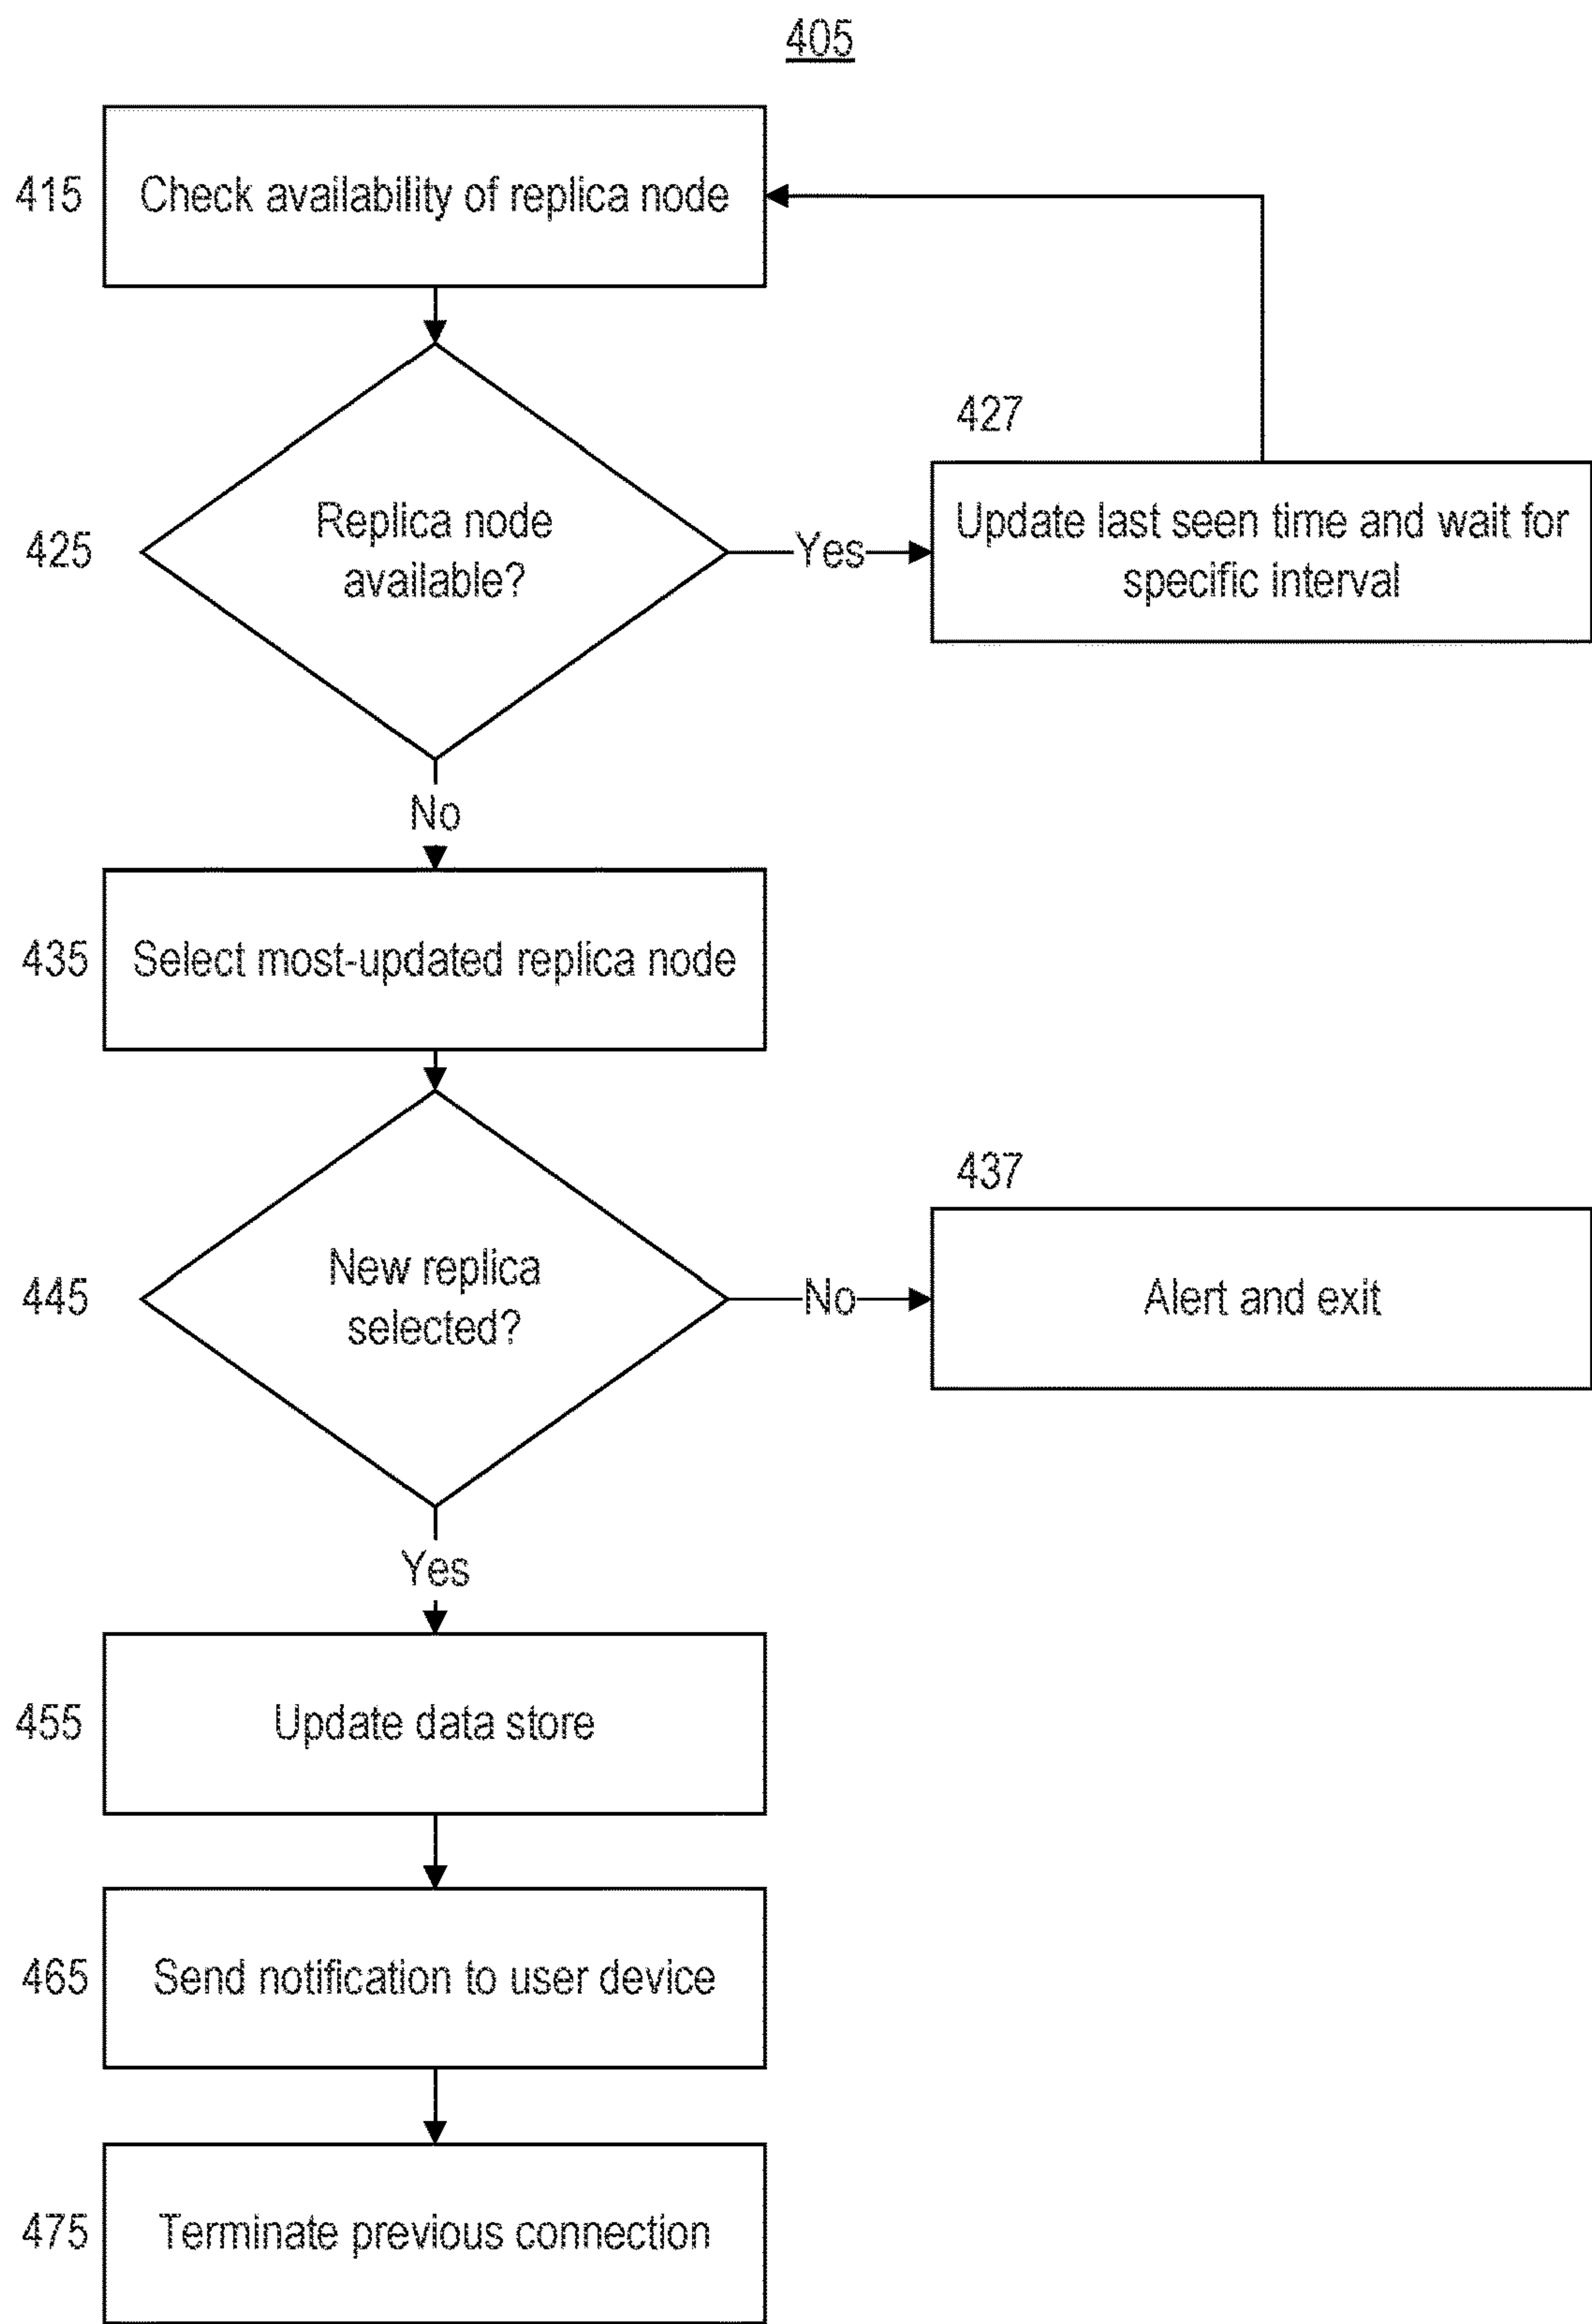 405
415
Check availability of replica node
427
425
Replica node
available?
Yes
Update last seen time and wait for
specific interval
No
435
Select most-updated replica node
437
445
New replica
selected?
No
Alert and exit
Yes
455
Update data store
465
Send notification to user device
475
Terminate previous connection